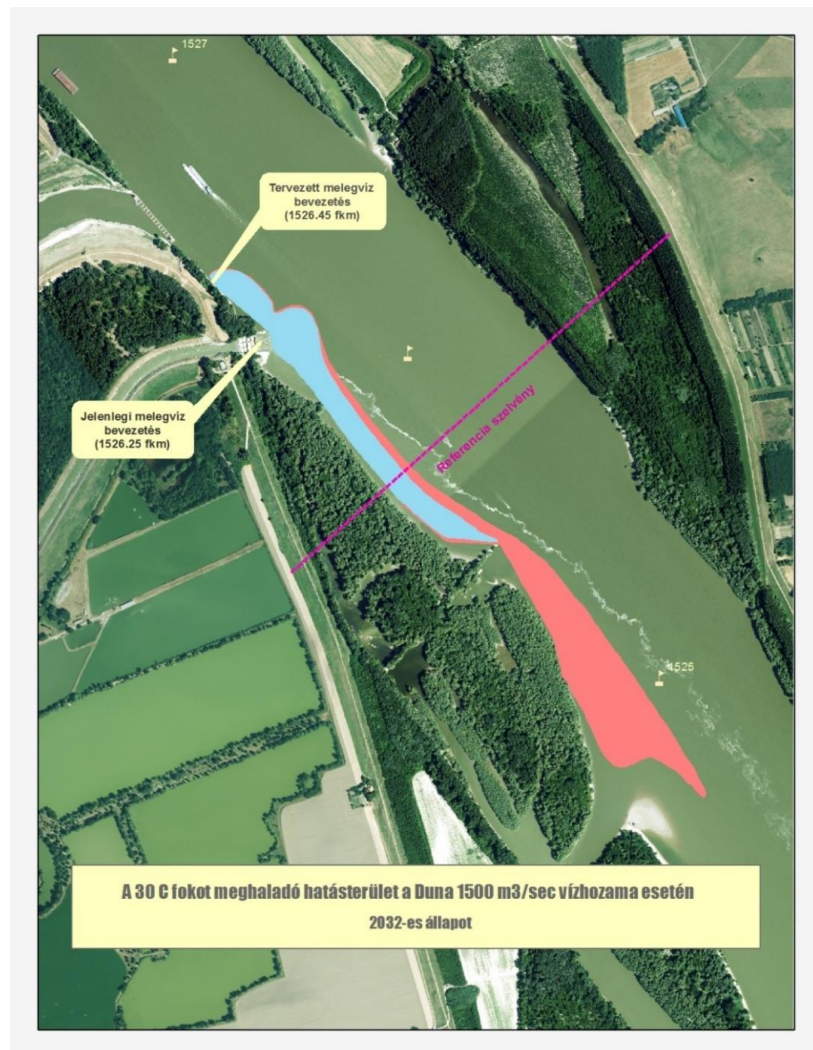 1527
Tervezett melegvíz
bevezetés
(1526.45 fkm)
Jelenlegi melegvíz
bevezetés
(1526.25 fkm)
Referencia szelvény
1525
A 30 C fokot meghaladó hatásterület a Duna 1500 m3/sec vízhozama esetén
2032-es állapot